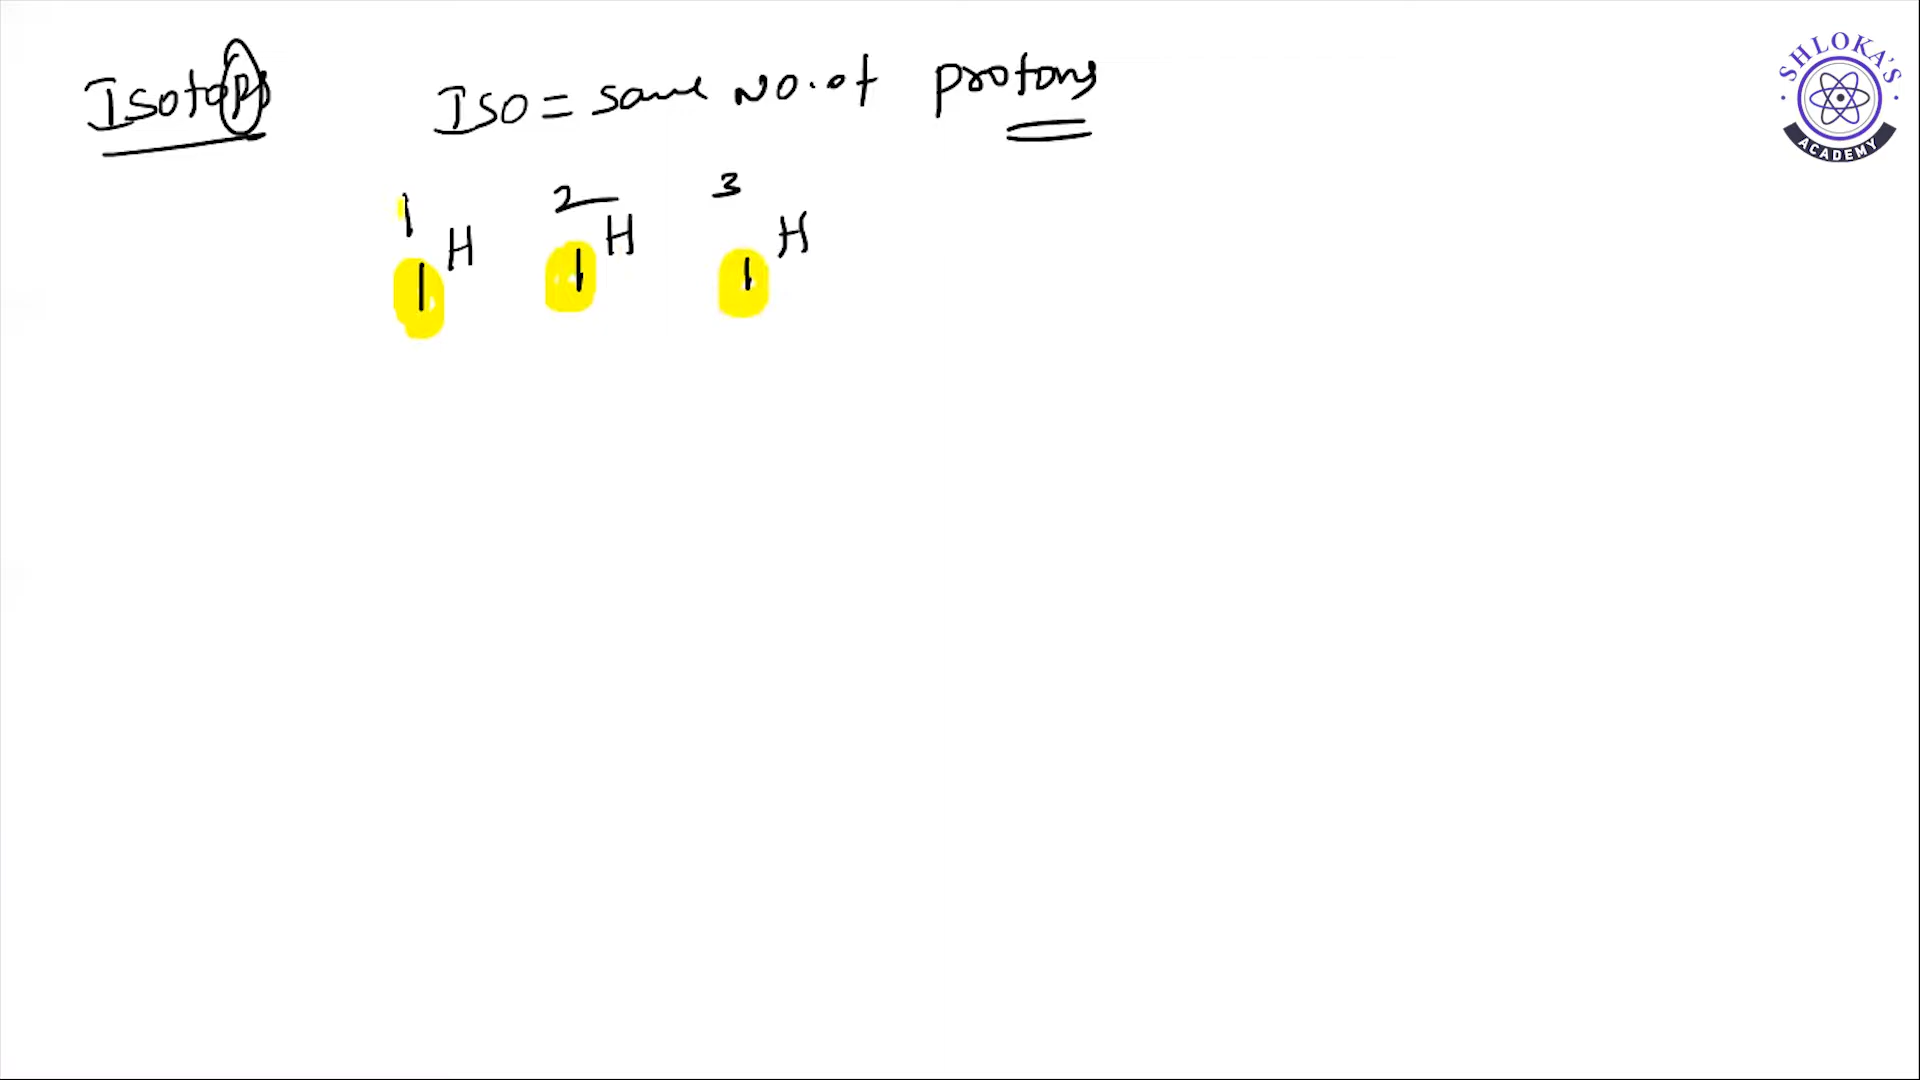 Isotops ISO = same No. of protons
1 2 3
1 H 1 H 1 H
SHLOKA'S
ACADEMY